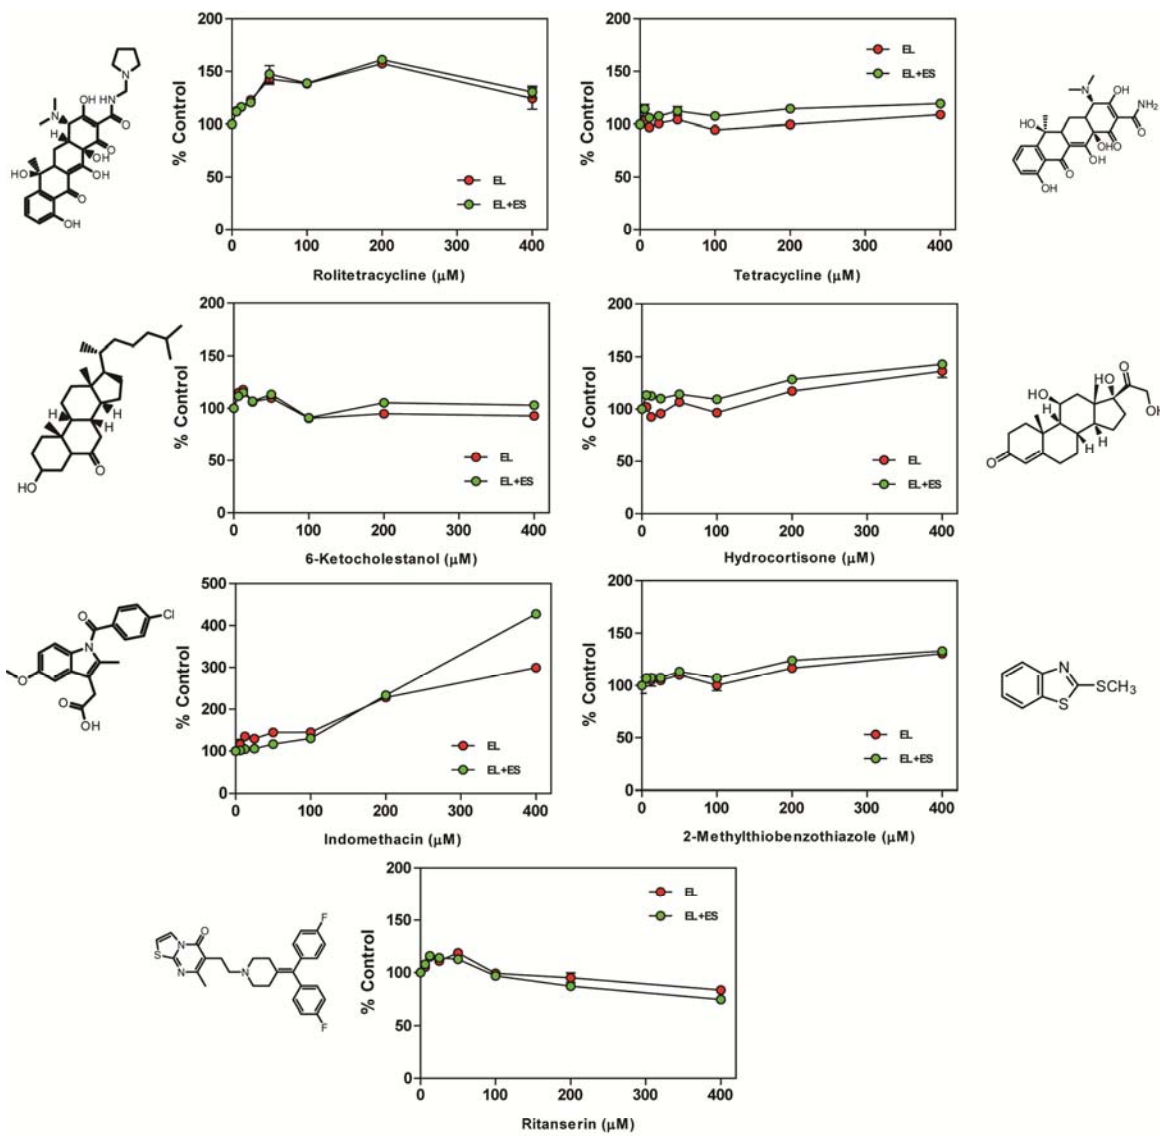 200
150
100
50
0
% Control
EL
EL+ES
0 100 200 300 400
Rolitetracycline (µM)
N
OH HN
N
H
O
HO
OH
O
OH
O
OH
200
150
100
50
0
% Control
EL
EL+ES
0 100 200 300 400
Tetracycline (µM)
N
OH
NH2
HO
O
OH
O
OH
O
OH
200
150
100
50
0
% Control
EL
EL+ES
0 100 200 300 400
6-Ketocholestanol (µM)
H
H
H
HO
O
200
150
100
50
0
% Control
EL
EL+ES
0 100 200 300 400
Hydrocortisone (µM)
O
HO
HO
OH
H
H
H
O
500
400
300
200
100
0
% Control
EL
EL+ES
0 100 200 300 400
Indomethacin (µM)
Cl
O
N
O
O
OH
200
150
100
50
0
% Control
EL
EL+ES
0 100 200 300 400
2-Methylthiobenzothiazole (µM)
N
SCH3
S
200
150
100
50
0
% Control
EL
EL+ES
0 100 200 300 400
Ritanserin (µM)
F
O
N
S
N
N
F